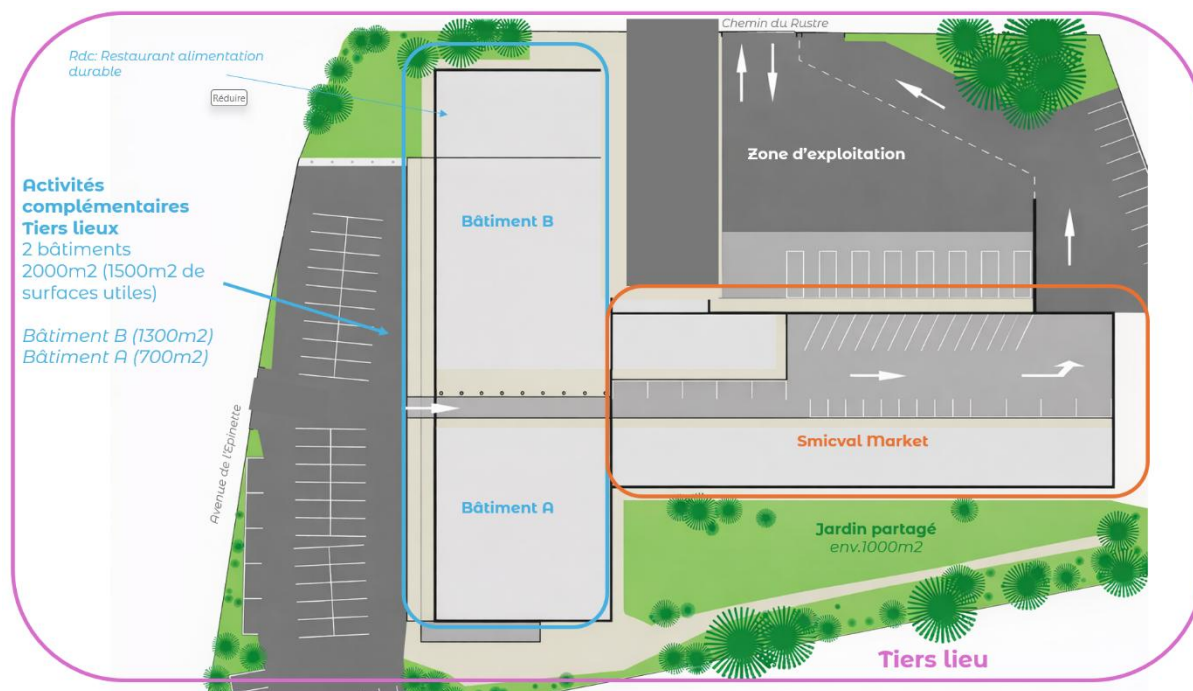 Chemin du Rustre
Rdc: Restaurant alimentation
durable
Réduire
Zone d'exploitation
Activités
complémentaires
Tiers lieux
2 bâtiments
2000m2 (1500m2 de
surfaces utiles)
Bâtiment B (1300m2)
Bâtiment A (700m2)
Bâtiment B
Avenue de l'Epinette
Smicval Market
Bâtiment A
Jardin partagé
env.1000m2
Tiers lieu